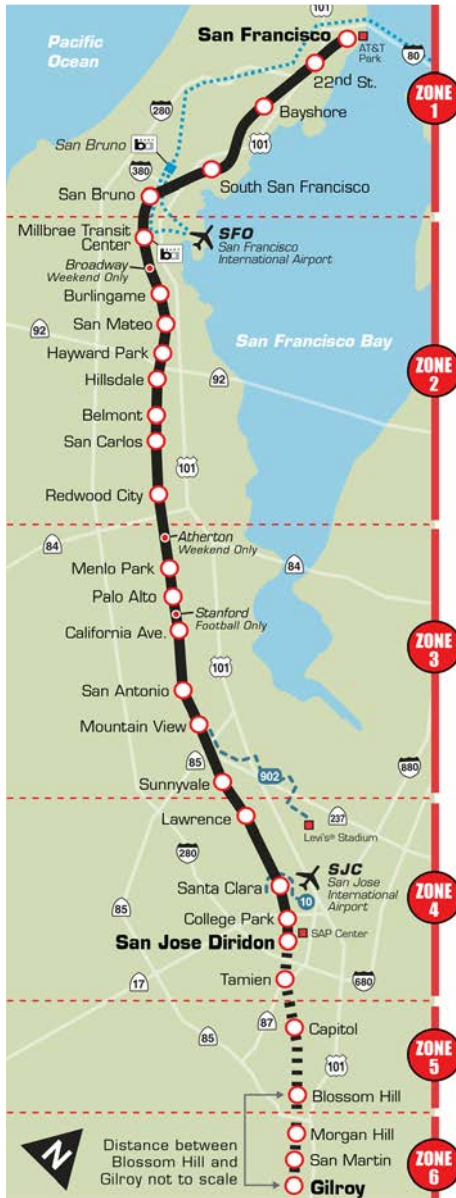 101
Pacific
Ocean
San Francisco
AT&T
Park
80
22nd St.
ZONE
1
280
Bayshore
101
San Bruno
ba
380
South San Francisco
San Bruno
Millbrae Transit
Center
ba
SFO
San Francisco
International Airport
Broadway
Weekend Only
Burlingame
San Mateo
92
San Francisco Bay
Hayward Park
ZONE
2
Hillsdale
92
Belmont
San Carlos
101
Redwood City
84
Atherton
Weekend Only
84
Menlo Park
Palo Alto
Stanford
Football Only
California Ave.
ZONE
3
101
San Antonio
Mountain View
85
902
880
Sunnyvale
Lawrence
237
Levi's® Stadium
280
SJC
San Jose
International
Airport
Santa Clara
10
ZONE
4
85
College Park
San Jose Diridon
SAP Center
17
Tamien
680
87
85
Capitol
101
ZONE
5
Blossom Hill
N
Distance between
Blossom Hill and
Gilroy not to scale
Morgan Hill
San Martin
Gilroy
ZONE
6